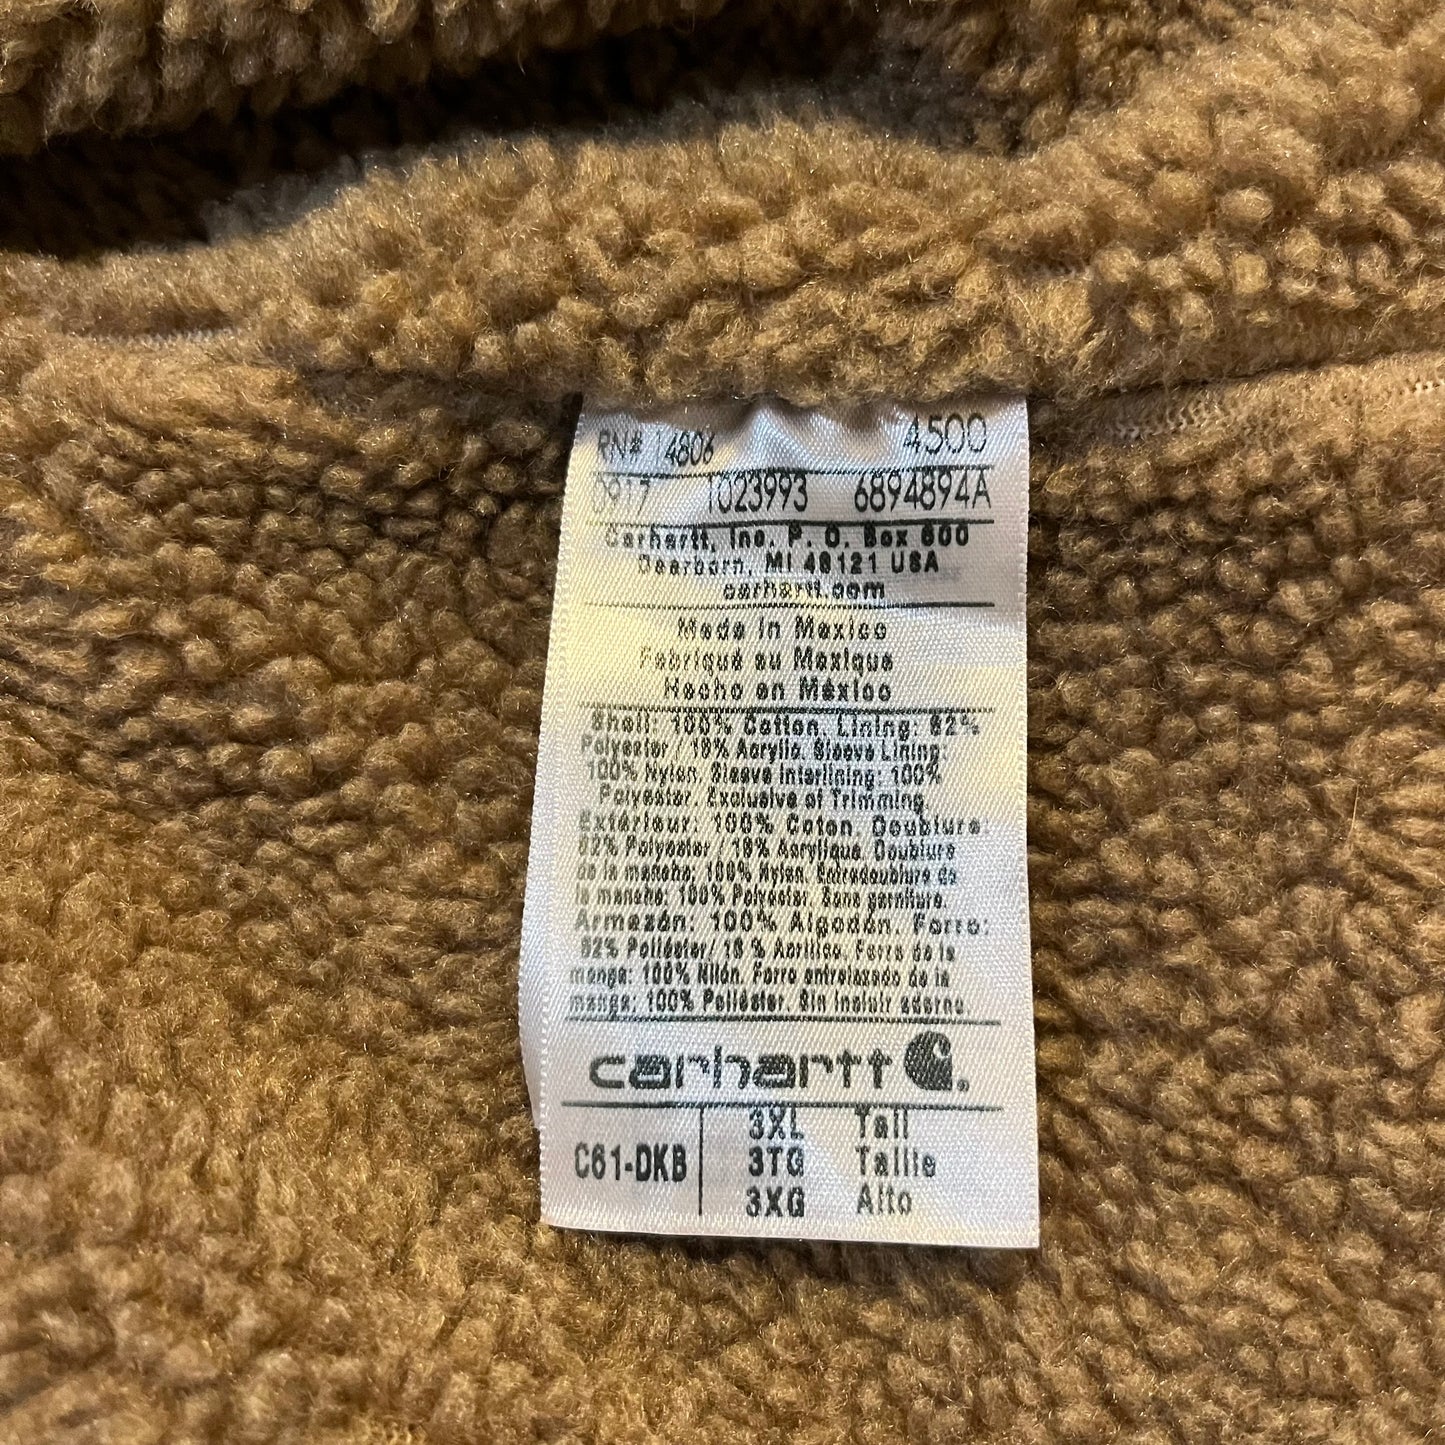 RN# 14806 4500
0917 1023993 6894894A
Carhartt, Inc. P. O. Box 600
Dearborn, MI 48121 USA
carhartt.com
Made in Mexico
Fabriqué au Mexique
Hecho en México
Shell: 100% Cotton. Lining: 82%
Polyester / 18% Acrylic. Sleeve Lining:
100% Nylon. Sleeve Interlining: 100%
Polyester. Exclusive of Trimming.
Extérieur: 100% Coton. Doublure:
82% Polyester / 18% Acrylique. Doublure
de la manche: 100% Nylon. Entredoublure de
la manche: 100% Polyester. Sans garniture.
Armezón: 100% Algodón. Forro:
82% Poliéster/ 18 % Acrílico. Forro de la
manga: 100% Nilón. Forro entrelazado de la
manga: 100% Poliéster. Sin incluir adorno.
carhartt
C61-DKB 3XL Tall
3TG Taille
3XG Alto